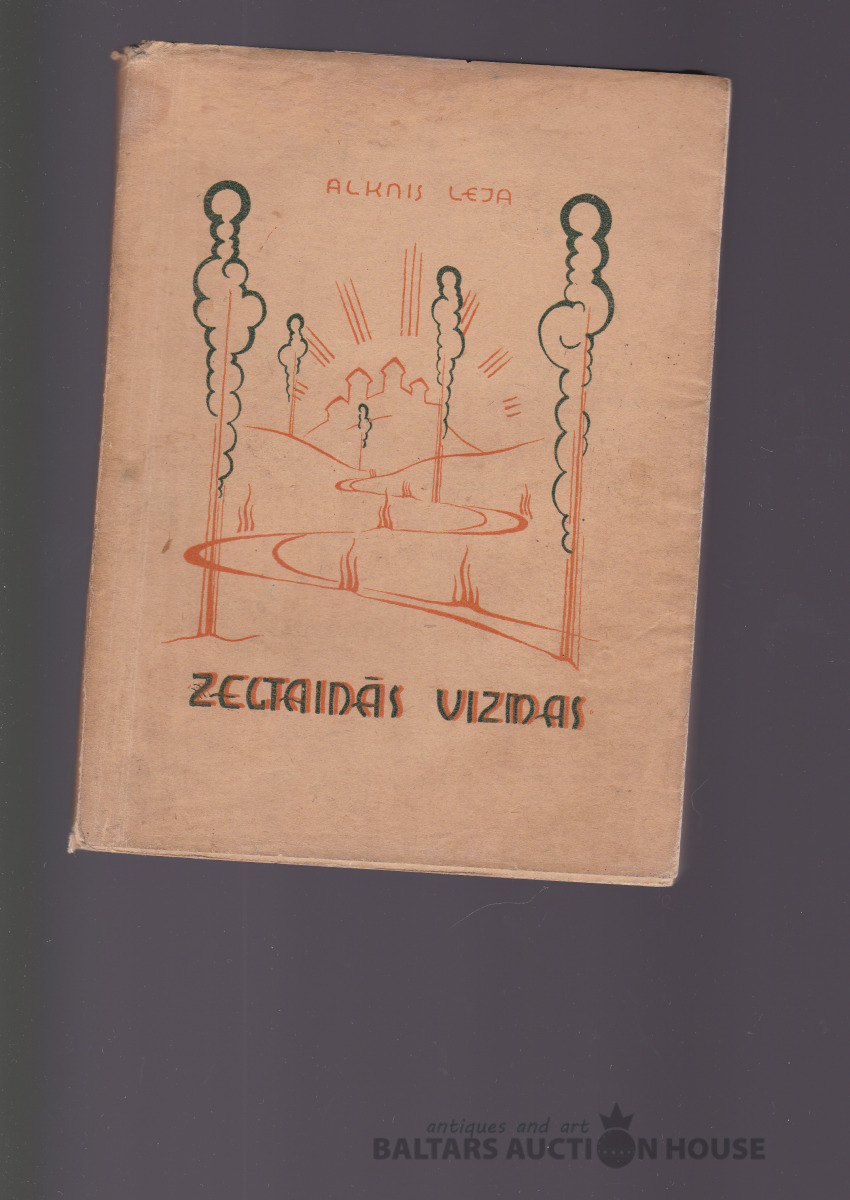 ALKNIS LEJA
ZELTAINĀS VIZMAS
antiques and art
BALTARS AUCTION HOUSE